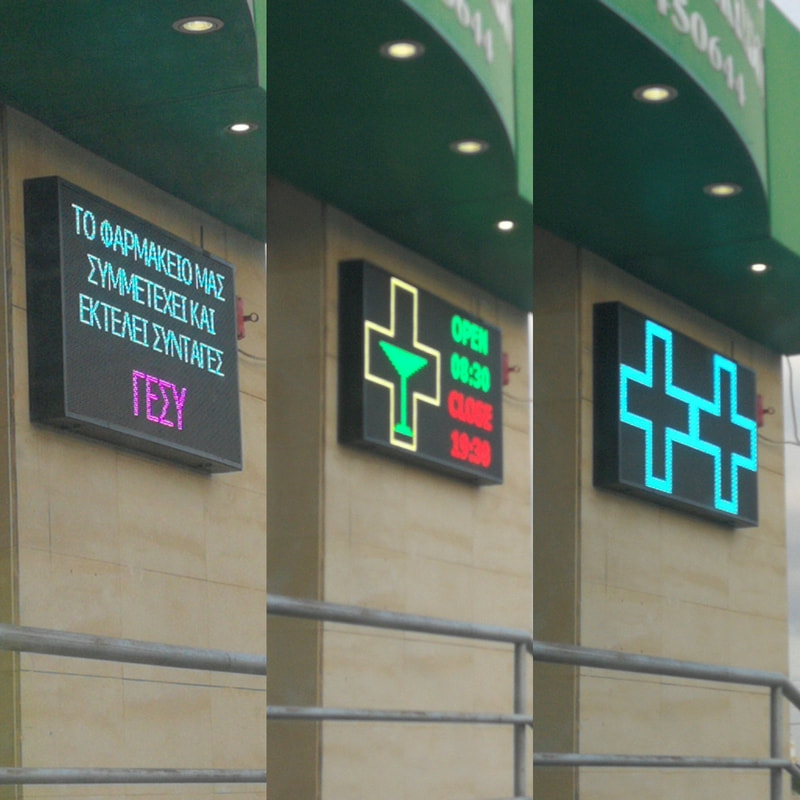 ΤΟ ΦΑΡΜΑΚΕΙΟ ΜΑΣ
ΣΥΜΜΕΤΕΧΕΙ ΚΑΙ
ΕΚΤΕΛΕΙ ΣΥΝΤΑΓΕΣ
ΓΕΣΥ
OPEN
08:30
CLOSE
19:30